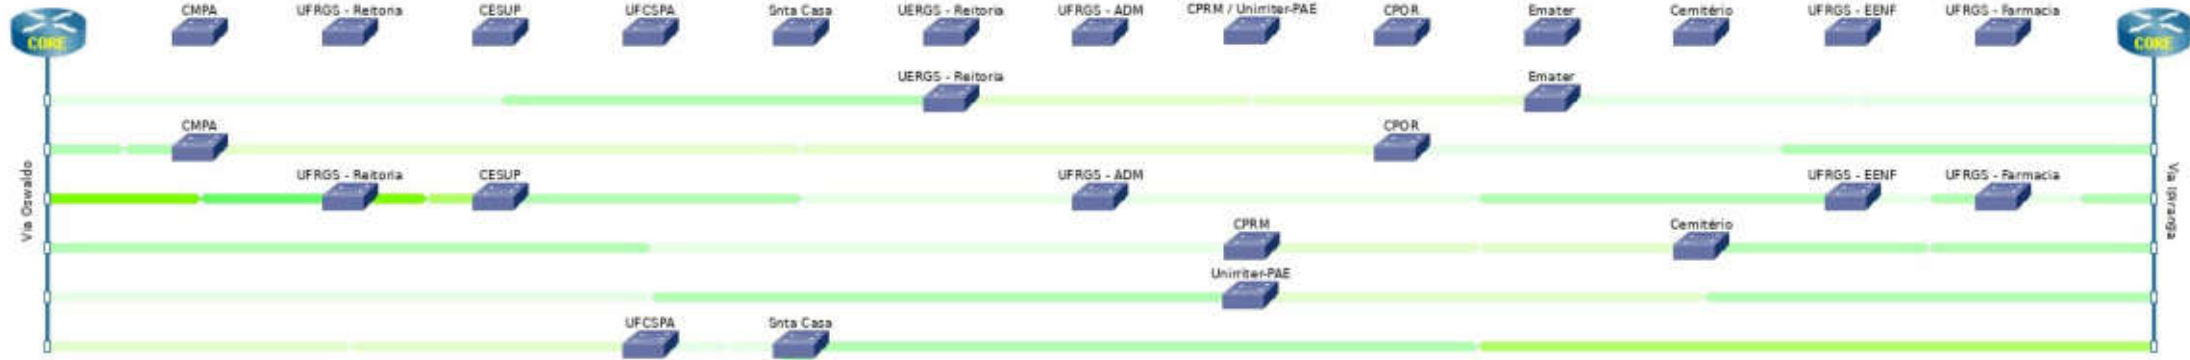 CMPA
UFRGS - Reitoria
CESUP
UFCSPA
Snta Casa
UERGS - Reitoria
UFRGS - ADM
CPRM / Uniritter-PAE
CPOR
Emater
Cemitério
UFRGS - EENF
UFRGS - Farmacia
CORE
CORE
UERGS - Reitoria
Emater
CMPA
CPOR
Via Oswaldo
Via Ipiranga
UFRGS - Reitoria
CESUP
UFRGS - ADM
UFRGS - EENF
UFRGS - Farmacia
CPRM
Cemitério
Uniritter-PAE
UFCSPA
Snta Casa